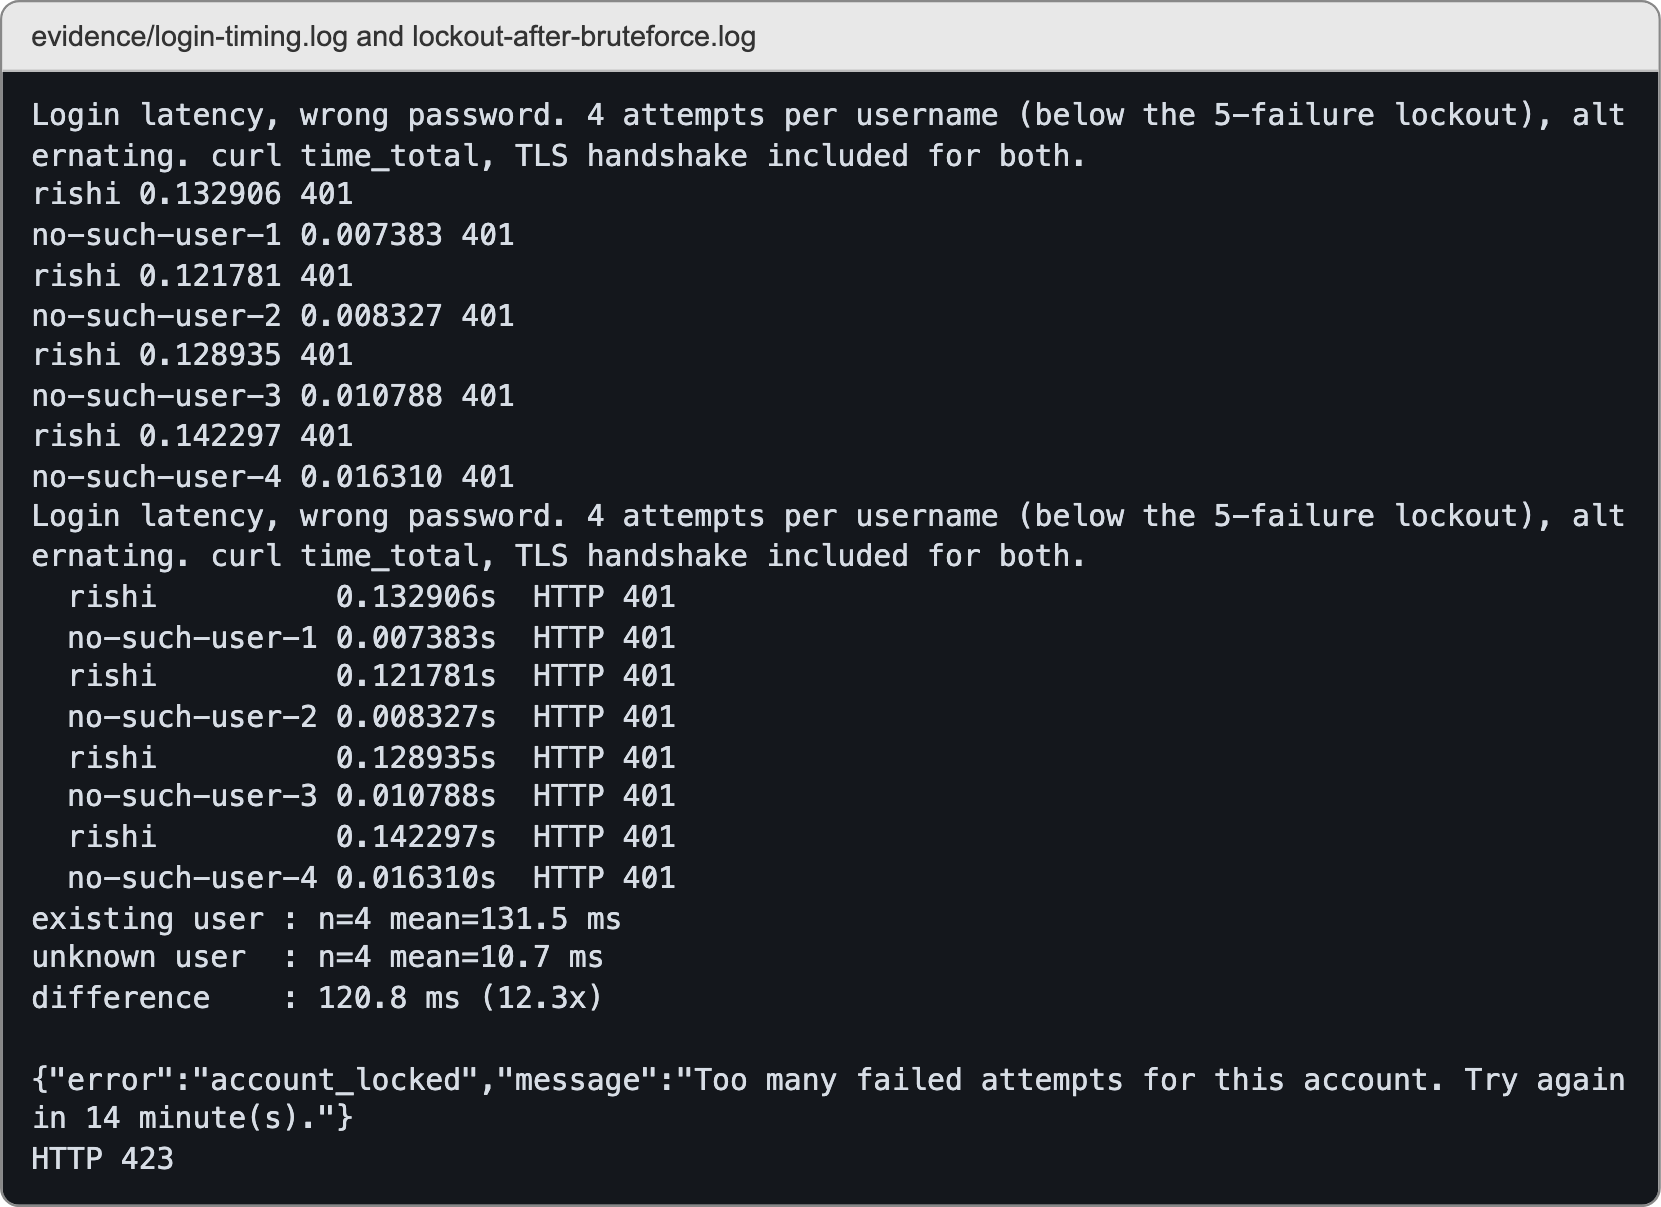 evidence/login-timing.log and lockout-after-bruteforce.log
Login latency, wrong password. 4 attempts per username (below the 5-failure lockout), alt
ernating. curl time_total, TLS handshake included for both.
rishi 0.132906 401
no-such-user-1 0.007383 401
rishi 0.121781 401
no-such-user-2 0.008327 401
rishi 0.128935 401
no-such-user-3 0.010788 401
rishi 0.142297 401
no-such-user-4 0.016310 401
Login latency, wrong password. 4 attempts per username (below the 5-failure lockout), alt
ernating. curl time_total, TLS handshake included for both.
  rishi          0.132906s  HTTP 401
  no-such-user-1 0.007383s  HTTP 401
  rishi          0.121781s  HTTP 401
  no-such-user-2 0.008327s  HTTP 401
  rishi          0.128935s  HTTP 401
  no-such-user-3 0.010788s  HTTP 401
  rishi          0.142297s  HTTP 401
  no-such-user-4 0.016310s  HTTP 401
existing user : n=4 mean=131.5 ms
unknown user  : n=4 mean=10.7 ms
difference    : 120.8 ms (12.3x)

{"error":"account_locked","message":"Too many failed attempts for this account. Try again
in 14 minute(s)."}
HTTP 423